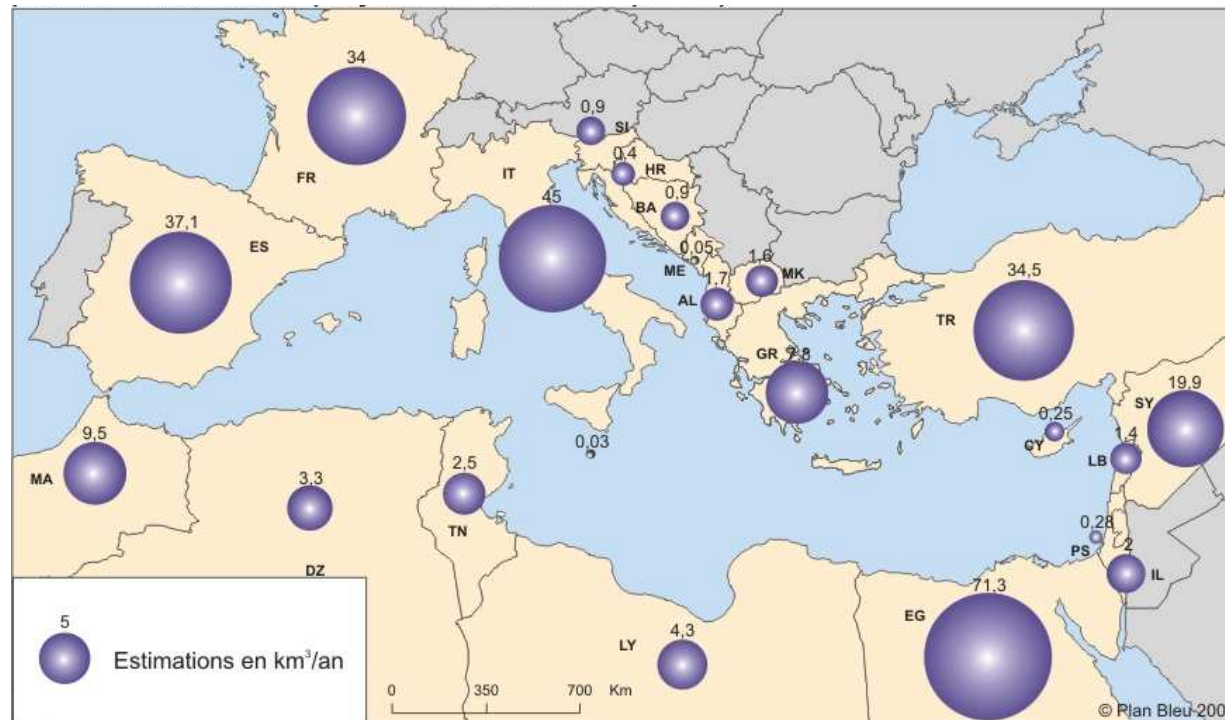 34
FR
0,9
SI
0,4
HR
IT
45
0,9
BA
37,1
ES
0,05
ME
1,6
MK
1,7
AL
34,5
TR
GR
7,8
19,9
SY
0,25
CY
1,4
LB
9,5
MA
3,3
DZ
2,5
TN
0,03
0,28
PS
2
IL
71,3
EG
4,3
LY
5
Estimations en km³/an
0 350 700 Km
© Plan Bleu-200